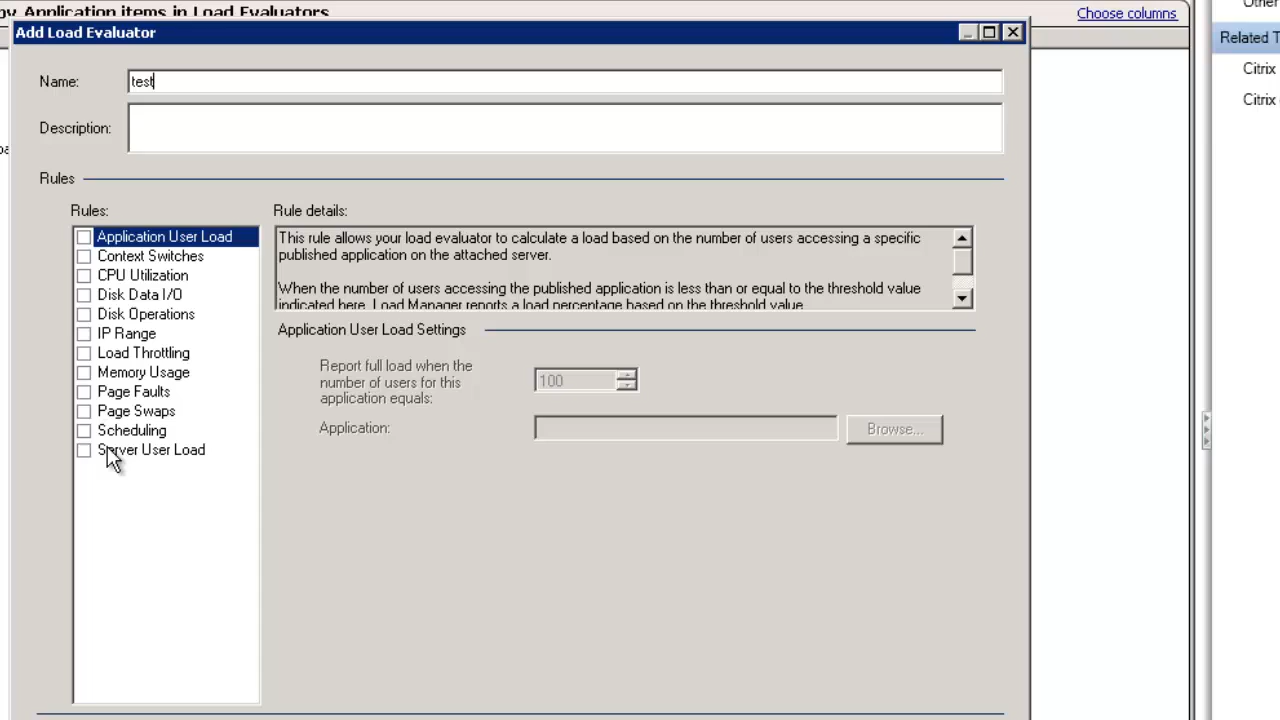 by Application items in Load Evaluators
Choose columns
Other
Related T
Citrix
Citrix
Add Load Evaluator
Name:
test
Description:
Rules
Rules:
Application User Load
Context Switches
CPU Utilization
Disk Data I/O
Disk Operations
IP Range
Load Throttling
Memory Usage
Page Faults
Page Swaps
Scheduling
Server User Load
Rule details:
This rule allows your load evaluator to calculate a load based on the number of users accessing a specific
published application on the attached server.
When the number of users accessing the published application is less than or equal to the threshold value
indicated here, Load Manager reports a load percentage based on the threshold value.
Application User Load Settings
Report full load when the
number of users for this
application equals:
100
Application:
Browse...